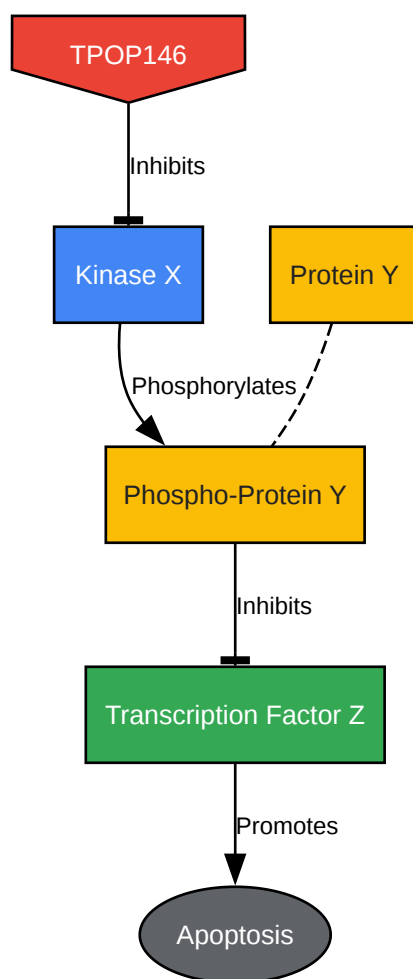 TPOP146
Inhibits
Kinase X
Protein Y
Phosphorylates
Phospho-Protein Y
Inhibits
Transcription Factor Z
Promotes
Apoptosis